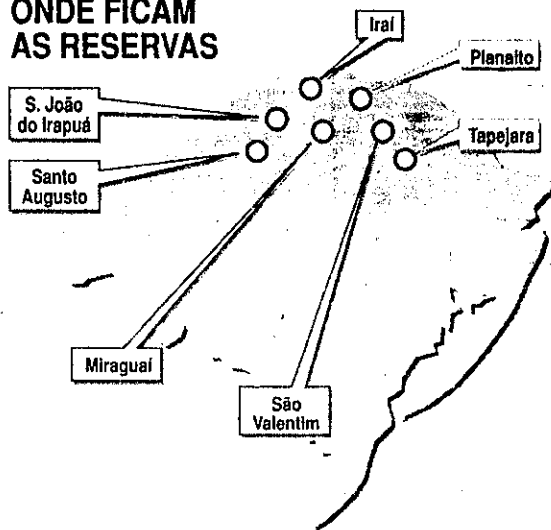 ONDE FICAM
AS RESERVAS
Iraí
Planalto
S. João
do Irapuá
Tapejara
Santo
Augusto
Miraguaí
São
Valentim